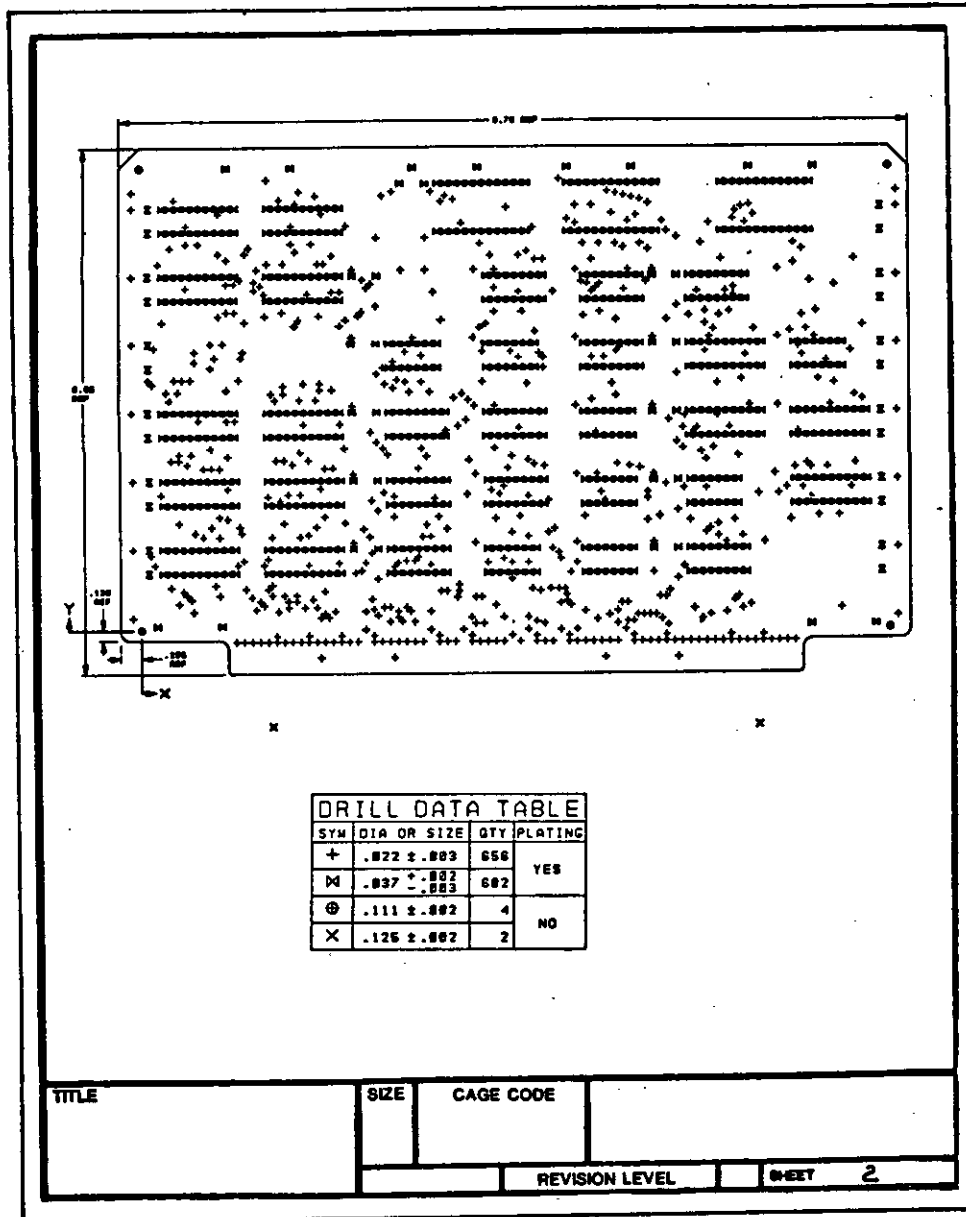 DRILL DATA TABLE
SYM DIA OR SIZE QTY PLATING
+ .022 ± .003 656 YES
.037 + .002 - .003 602
⊕ .111 ± .002 4 NO
X .125 ± .002 2
Y
X
TITLE
SIZE
CAGE CODE
REVISION LEVEL
SHEET 2